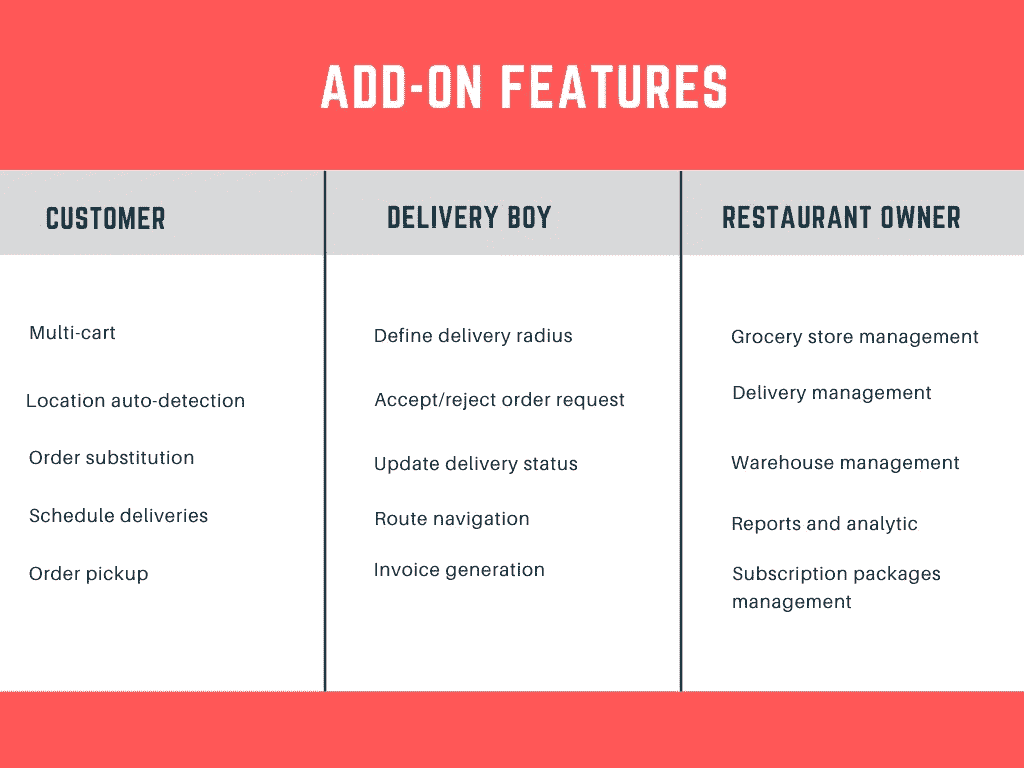 ADD-ON FEATURES
CUSTOMER
Multi-cart
Location auto-detection
Order substitution
Schedule deliveries
Order pickup
DELIVERY BOY
Define delivery radius
Accept/reject order request
Update delivery status
Route navigation
Invoice generation
RESTAURANT OWNER
Grocery store management
Delivery management
Warehouse management
Reports and analytic
Subscription packages
management